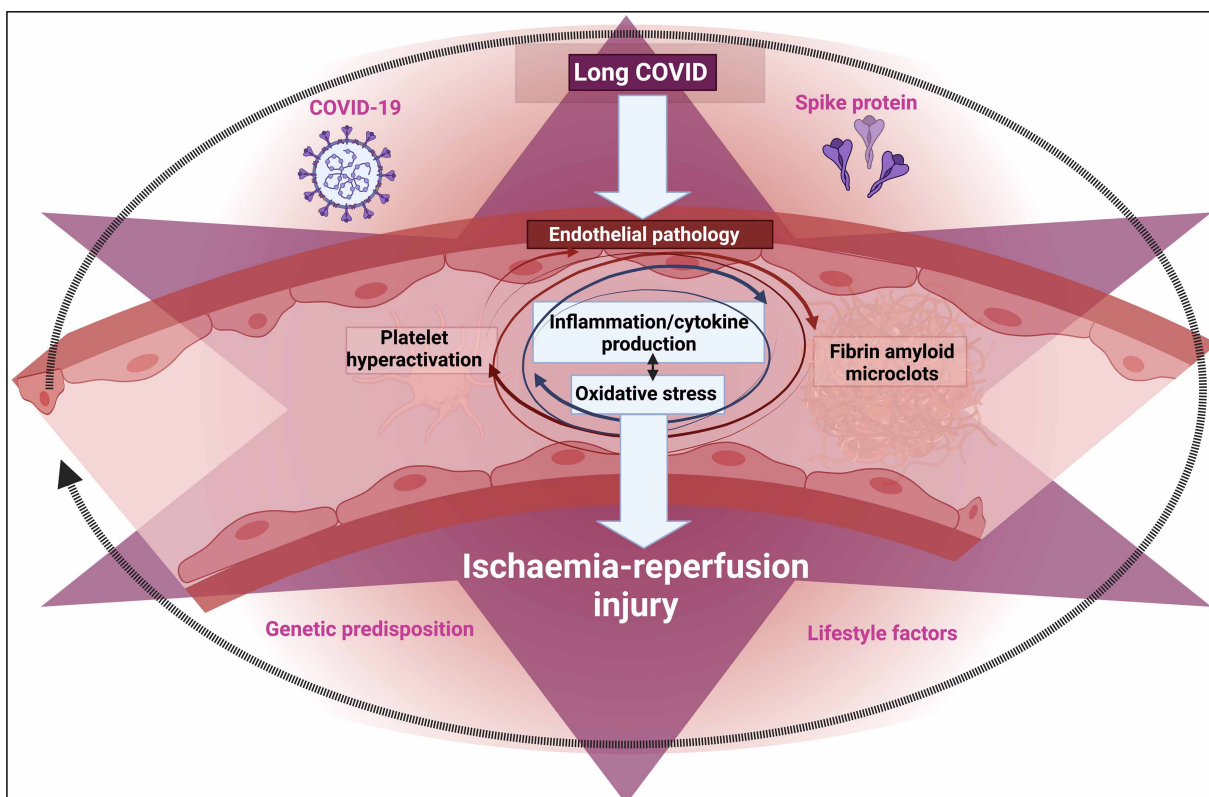 Long COVID
COVID-19
Spike protein
Endothelial pathology
Inflammation/cytokine
production
Platelet
hyperactivation
Fibrin amyloid
microclots
Oxidative stress
Ischaemia-reperfusion
injury
Genetic predisposition
Lifestyle factors